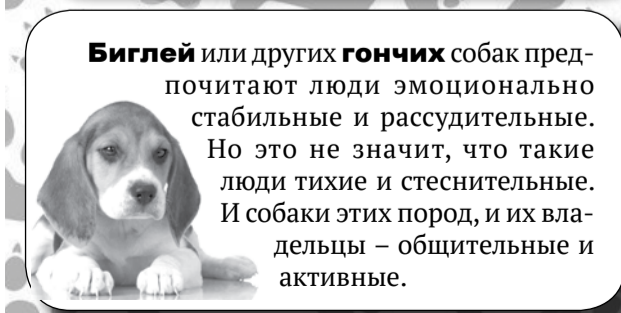 Биглей или других гончих собак пред-
почитают люди эмоционально
стабильные и рассудительные.
Но это не значит, что такие
люди тихие и стеснительные.
И собаки этих пород, и их вла-
дельцы – общительные и
активные.